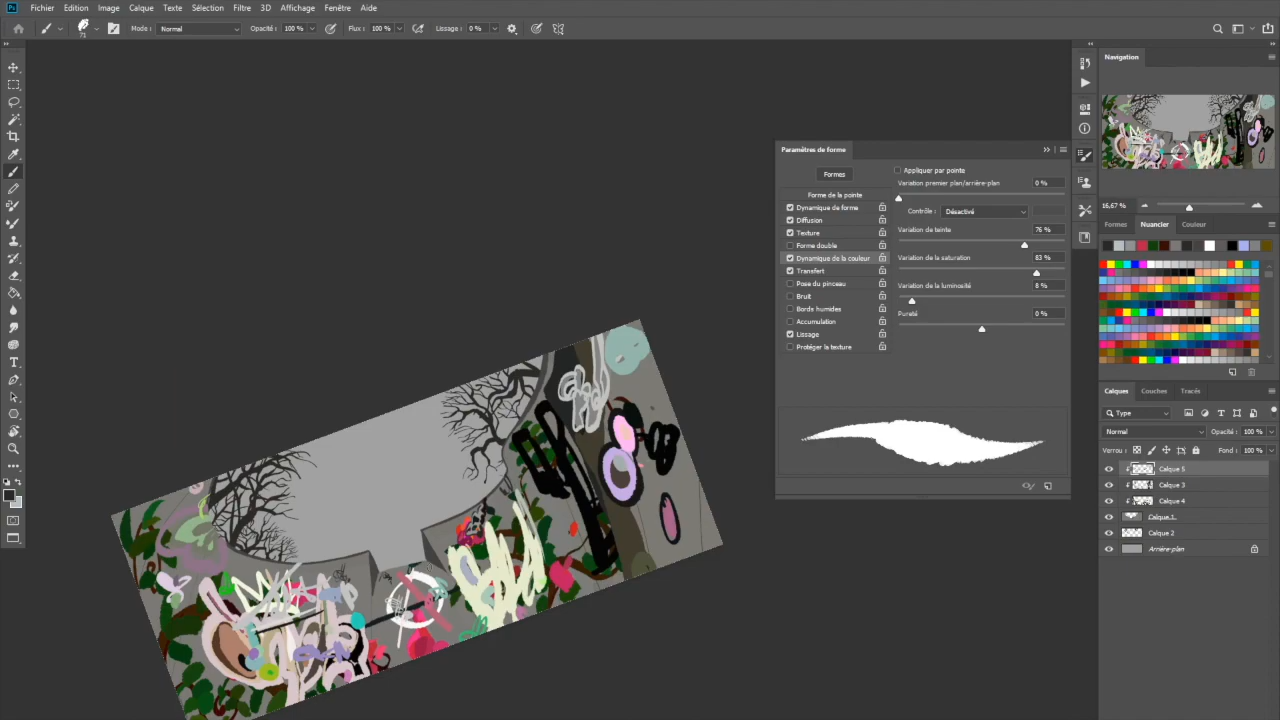 Ps Fichier Edition Image Calque Texte Sélection Filtre 3D Affichage Fenêtre Aide
71 Mode : Normal Opacité : 100 % Flux : 100 % Lissage : 0 %
Navigation
16,67 %
Paramètres de forme
Formes
Forme de la pointe
Dynamique de forme
Diffusion
Texture
Forme double
Dynamique de la couleur
Transfert
Pose du pinceau
Bruit
Bords humides
Accumulation
Lissage
Protéger la texture
Appliquer par pointe
Variation premier plan/arrière-plan 0 %
Contrôle : Désactivé
Variation de teinte 76 %
Variation de la saturation 83 %
Variation de la luminosité 8 %
Pureté 0 %
Formes Nuancier Couleur
Calques Couches Tracés
Type
Normal Opacité : 100 %
Verrou : Fond : 100 %
Calque 5
Calque 3
Calque 4
Calque 1
Calque 2
Arrière-plan